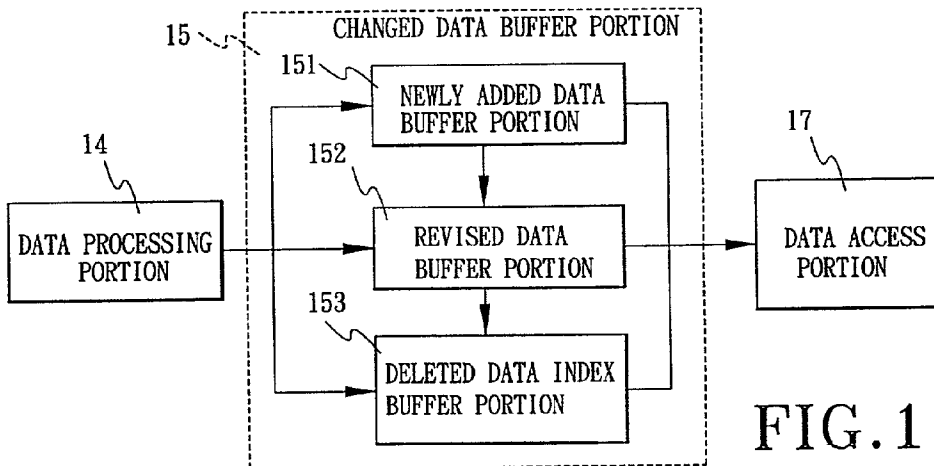 15
CHANGED DATA BUFFER PORTION
151
NEWLY ADDED DATA
BUFFER PORTION
14
DATA PROCESSING
PORTION
152
REVISED DATA
BUFFER PORTION
153
DELETED DATA INDEX
BUFFER PORTION
17
DATA ACCESS
PORTION
FIG.1